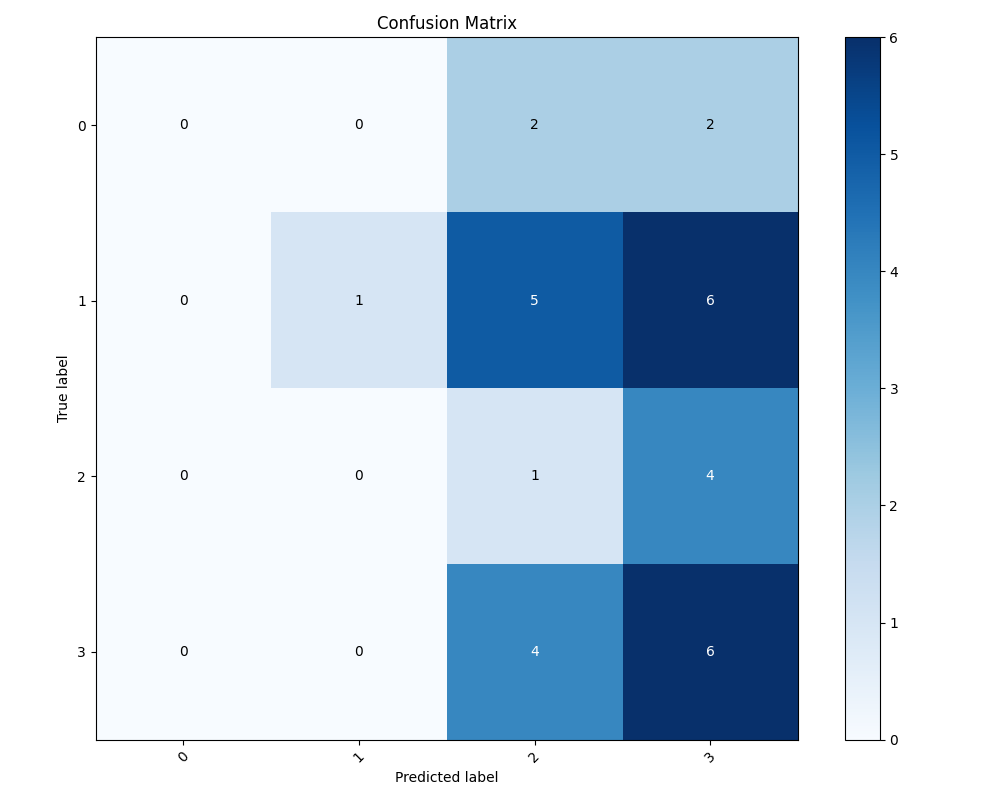 Confusion Matrix
0 0 0 2 2
1 0 1 5 6
2 0 0 1 4
3 0 0 4 6
0 1 2 3
True label
Predicted label
6
5
4
3
2
1
0